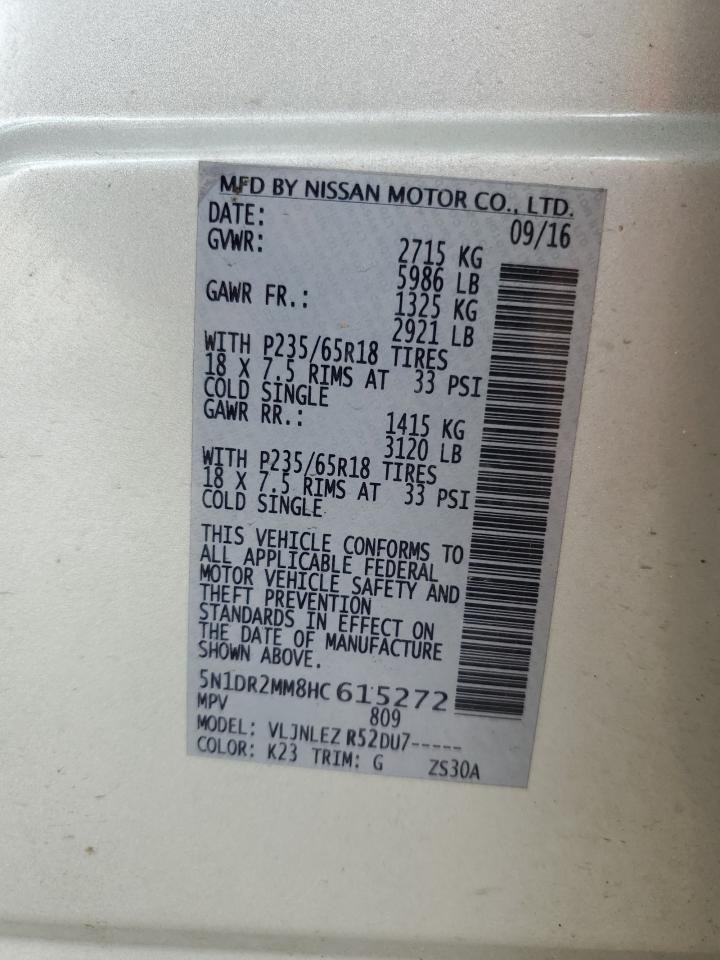 MFD BY NISSAN MOTOR CO., LTD.
DATE: 09/16
GVWR: 2715 KG
5986 LB
GAWR FR.: 1325 KG
2921 LB
WITH P235/65R18 TIRES
18 X 7.5 RIMS AT 33 PSI
COLD SINGLE
GAWR RR.: 1415 KG
3120 LB
WITH P235/65R18 TIRES
18 X 7.5 RIMS AT 33 PSI
COLD SINGLE
THIS VEHICLE CONFORMS TO
ALL APPLICABLE FEDERAL
MOTOR VEHICLE SAFETY AND
THEFT PREVENTION
STANDARDS IN EFFECT ON
THE DATE OF MANUFACTURE
SHOWN ABOVE.
5N1DR2MM8HC615272
MPV 809
MODEL: VLJNLEZ R52DU7-----
COLOR: K23 TRIM: G ZS30A